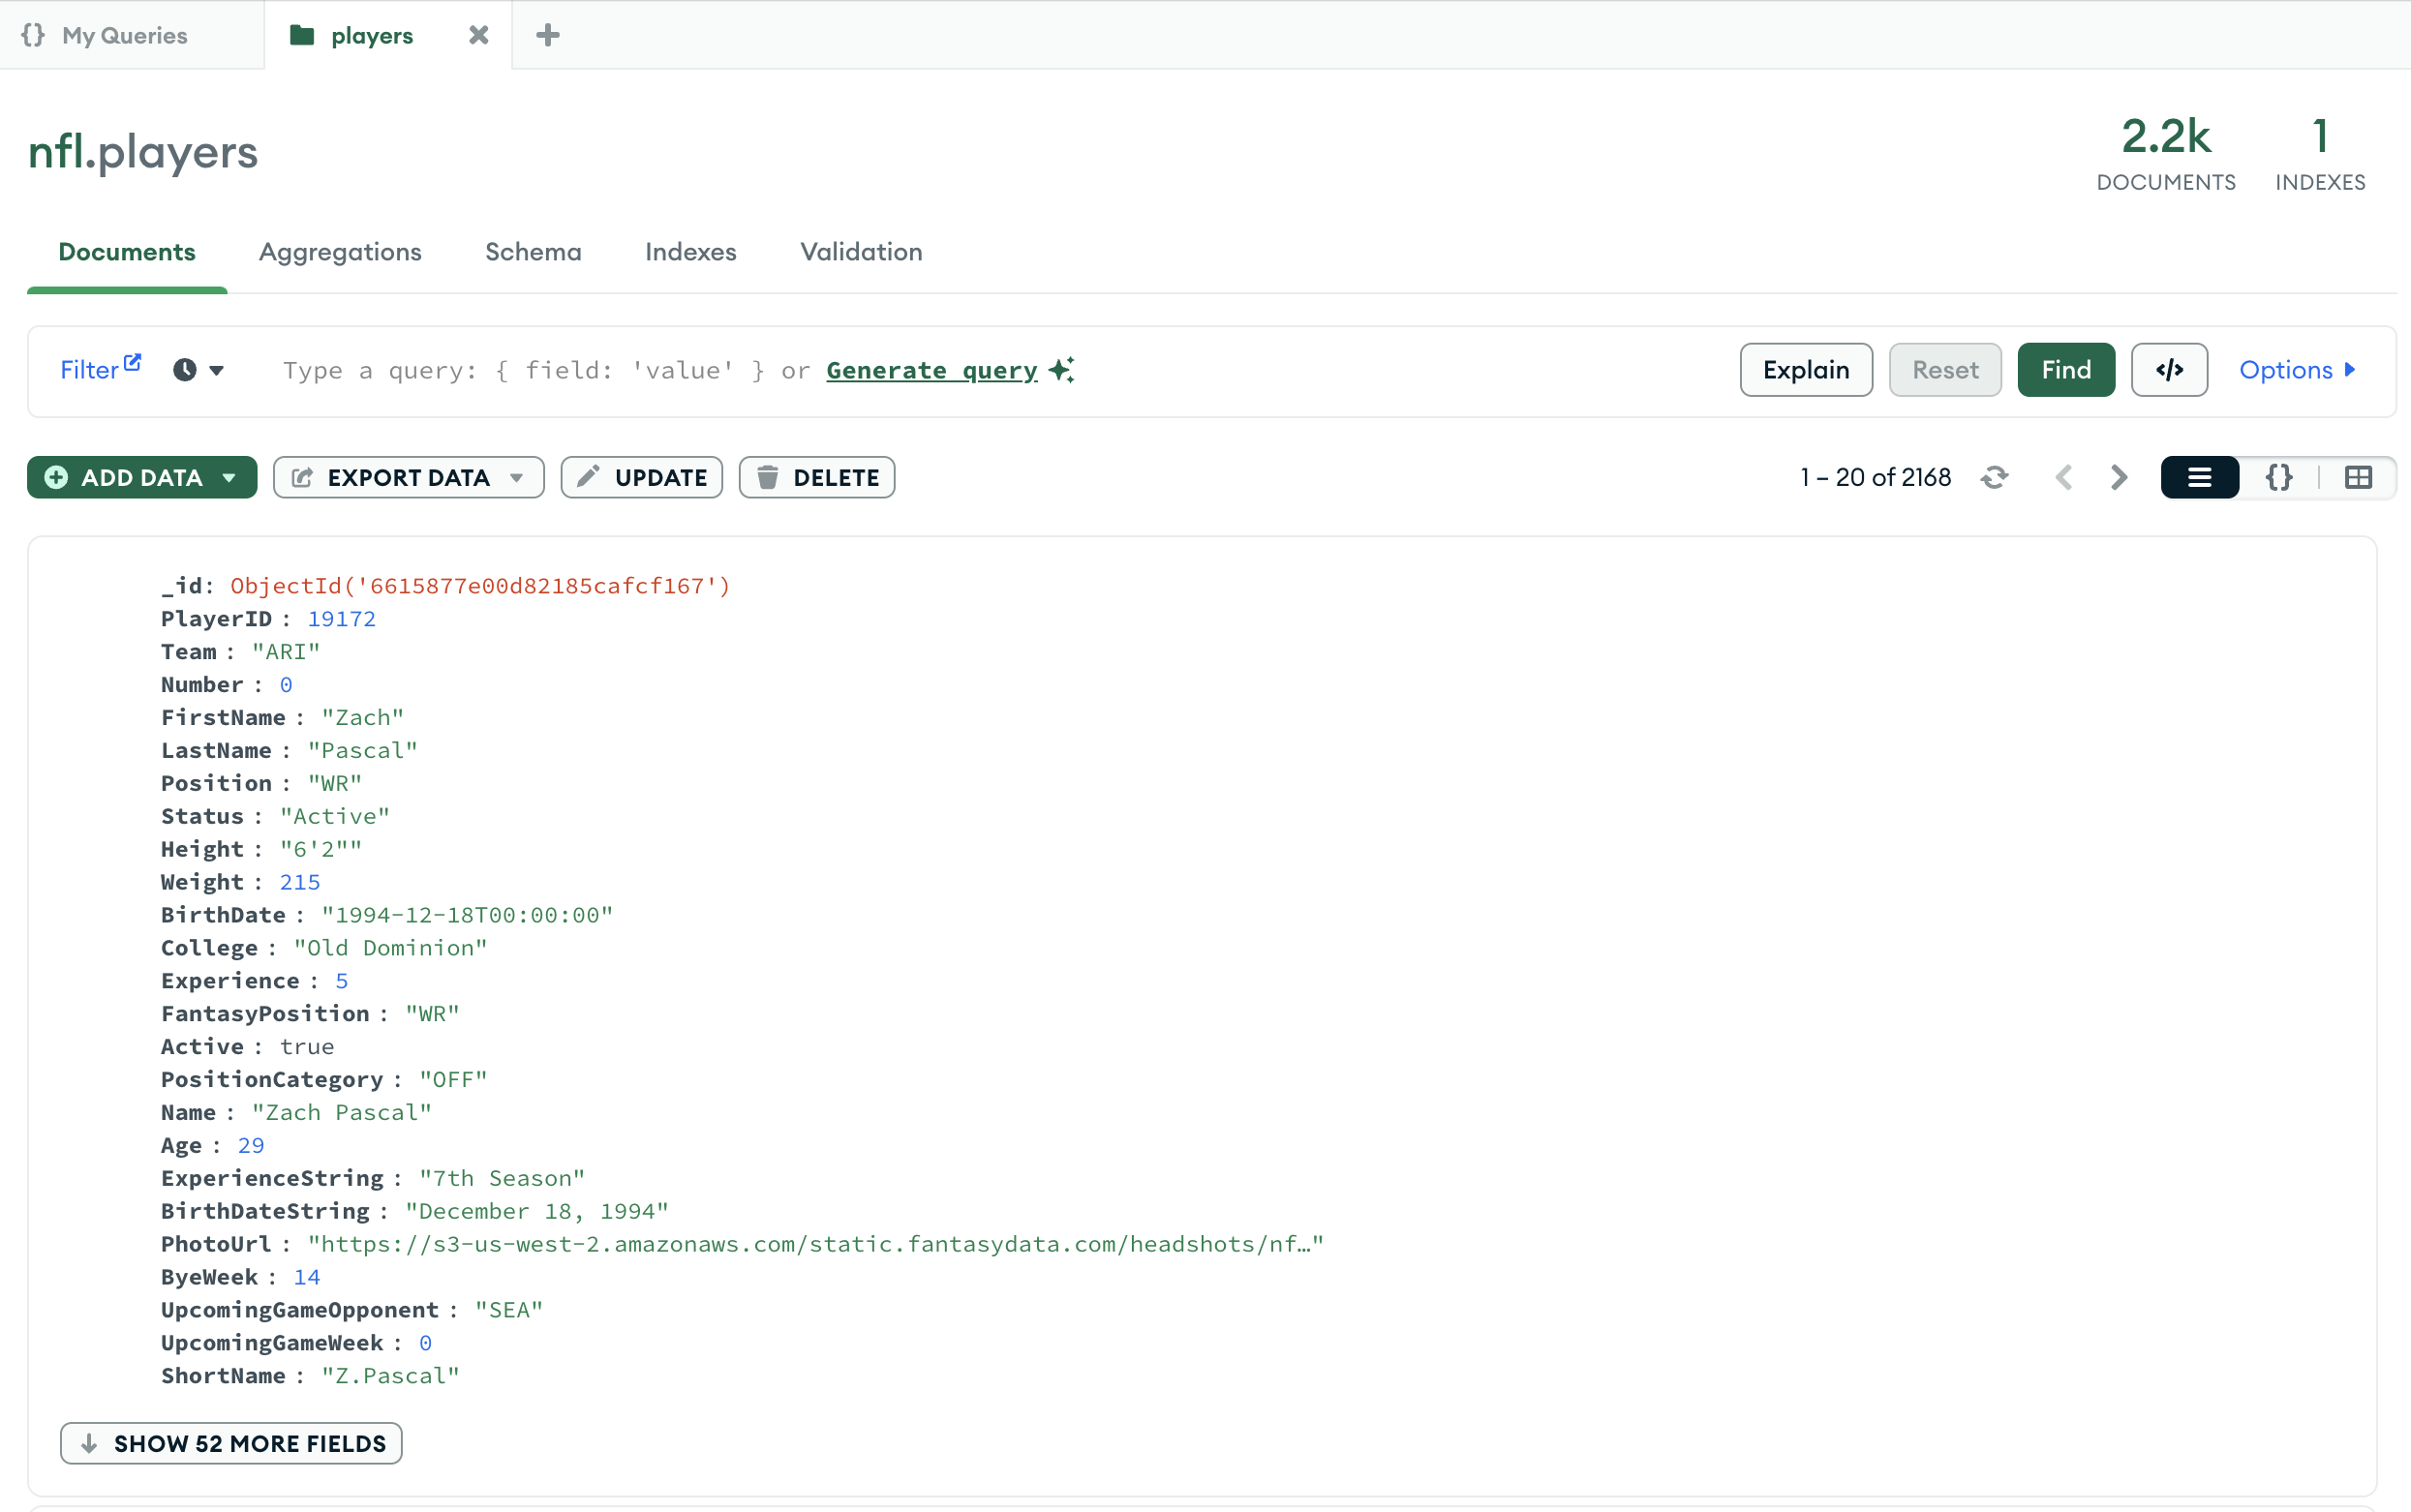 {} My Queries players
nfl.players
2.2k 1
DOCUMENTS INDEXES
Documents Aggregations Schema Indexes Validation
Filter Type a query: { field: 'value' } or Generate query Explain Reset Find </> Options
ADD DATA EXPORT DATA UPDATE DELETE 1 – 20 of 2168 {}
_id: ObjectId('6615877e00d82185cafcf167')
PlayerID : 19172
Team : "ARI"
Number : 0
FirstName : "Zach"
LastName : "Pascal"
Position : "WR"
Status : "Active"
Height : "6'2""
Weight : 215
BirthDate : "1994-12-18T00:00:00"
College : "Old Dominion"
Experience : 5
FantasyPosition : "WR"
Active : true
PositionCategory : "OFF"
Name : "Zach Pascal"
Age : 29
ExperienceString : "7th Season"
BirthDateString : "December 18, 1994"
PhotoUrl : "https://s3-us-west-2.amazonaws.com/static.fantasydata.com/headshots/nf…"
ByeWeek : 14
UpcomingGameOpponent : "SEA"
UpcomingGameWeek : 0
ShortName : "Z.Pascal"
SHOW 52 MORE FIELDS